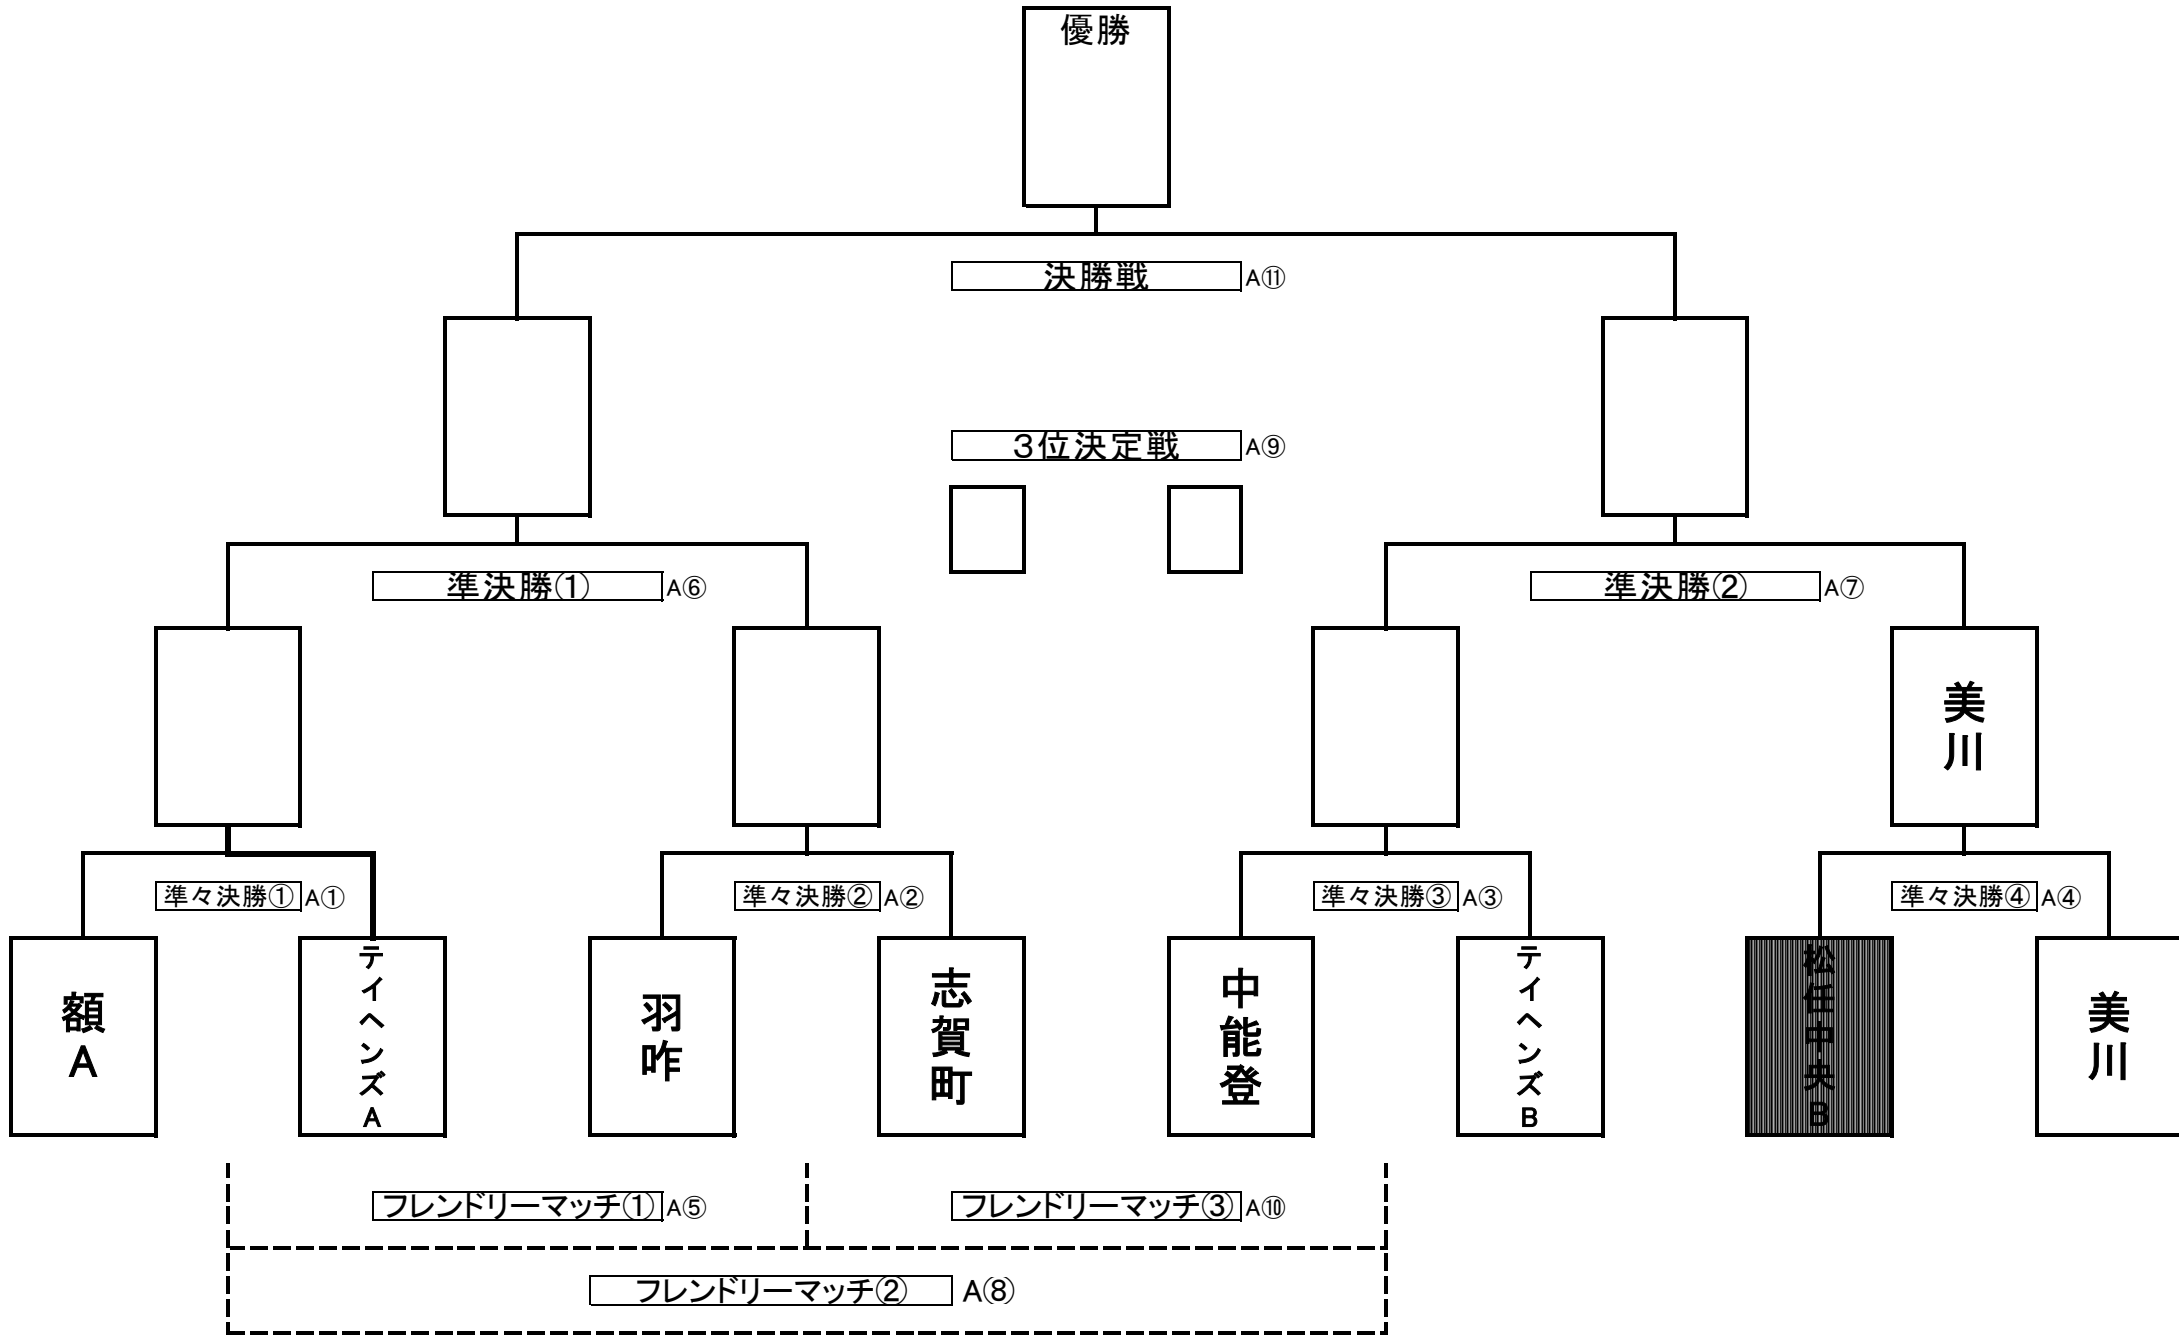 優勝
決勝戦 A⑪
３位決定戦 A⑨
準決勝① A⑥
準決勝② A⑦
美川
準々決勝① A①
準々決勝② A②
準々決勝③ A③
準々決勝④ A④
額A
テイヘンズA
羽咋
志賀町
中能登
テイヘンズB
松任中央B
美川
フレンドリーマッチ① A⑤
フレンドリーマッチ③ A⑩
フレンドリーマッチ② A⑧